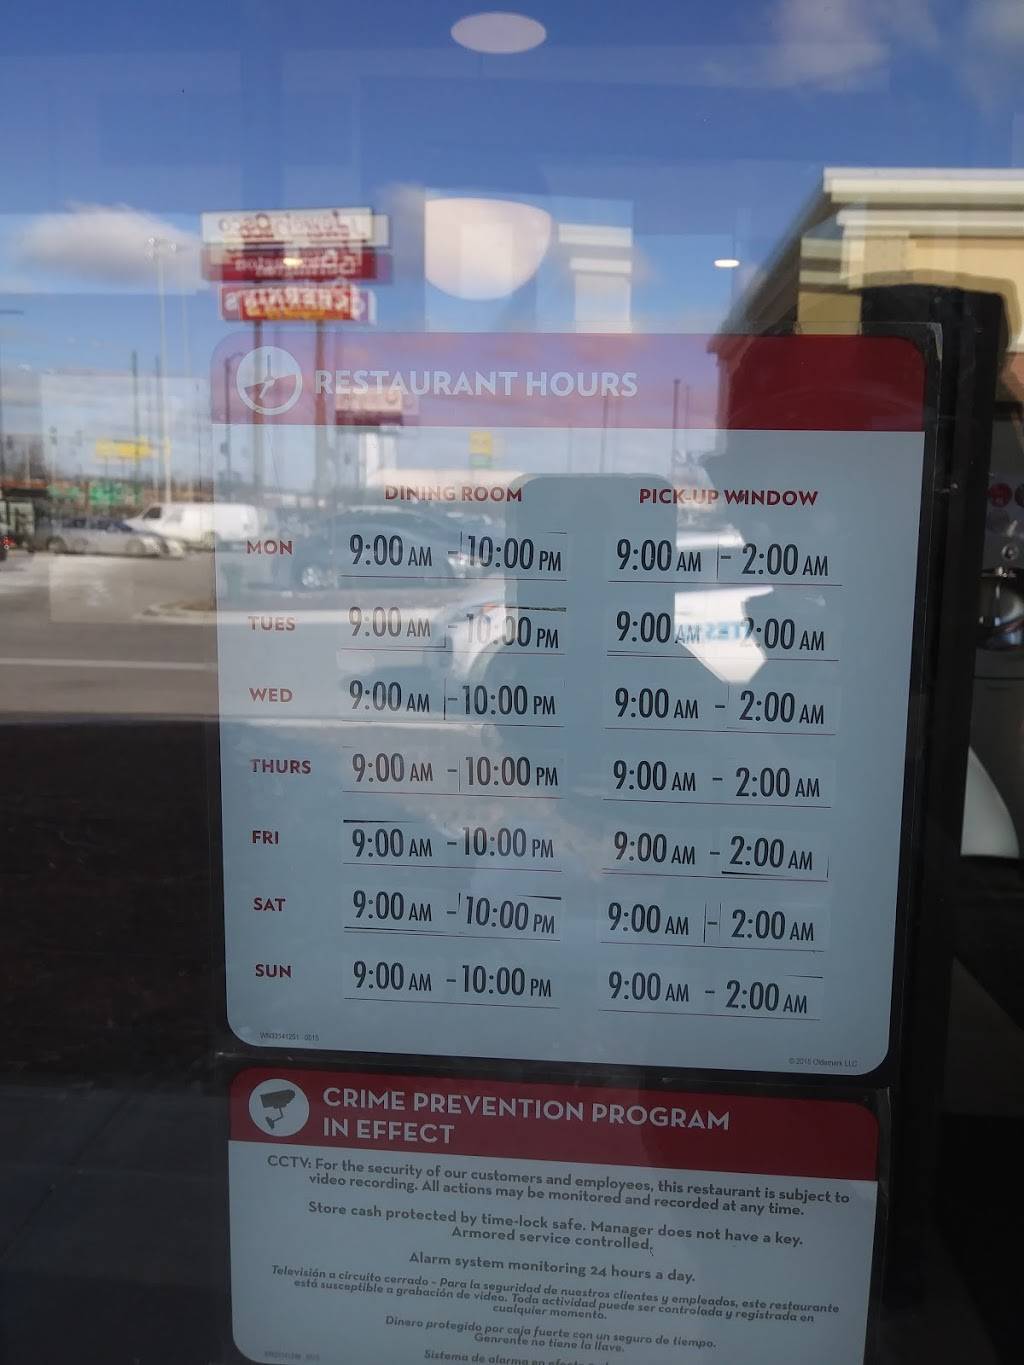 RESTAURANT HOURS
DINING ROOM PICK-UP WINDOW
MON 9:00 AM - 10:00 PM 9:00 AM - 2:00 AM
TUES 9:00 AM - 10:00 PM 9:00 AM 2:00 AM
WED 9:00 AM - 10:00 PM 9:00 AM - 2:00 AM
THURS 9:00 AM - 10:00 PM 9:00 AM - 2:00 AM
FRI 9:00 AM - 10:00 PM 9:00 AM - 2:00 AM
SAT 9:00 AM - 10:00 PM 9:00 AM - 2:00 AM
SUN 9:00 AM - 10:00 PM 9:00 AM - 2:00 AM
© 2015 Oldemark LLC
CRIME PREVENTION PROGRAM
IN EFFECT
CCTV: For the security of our customers and employees, this restaurant is subject to
video recording. All actions may be monitored and recorded at any time.
Store cash protected by time-lock safe. Manager does not have a key.
Armored service controlled.
Alarm system monitoring 24 hours a day.
Televisión a circuito cerrado - Para la seguridad de nuestros clientes y empleados, este restaurante
está susceptible a grabación de video. Toda actividad puede ser controlada y registrada en
cualquier momento.
Dinero protegido por caja fuerte con un seguro de tiempo.
Genrente no tiene la llave.
Sistema de alarma en